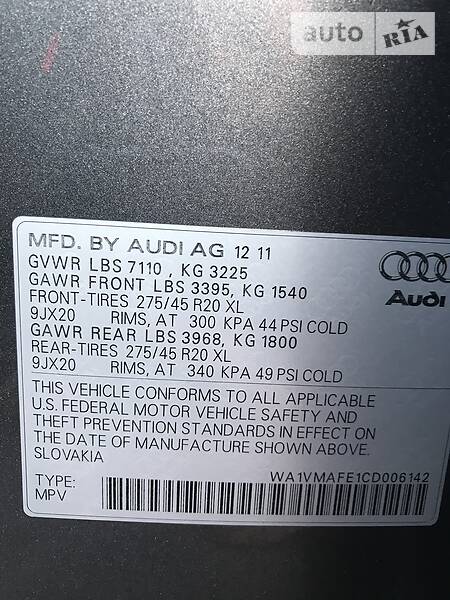 auto RIA
MFD. BY AUDI AG 12 11
GVWR LBS 7110 , KG 3225
GAWR FRONT LBS 3395, KG 1540
FRONT-TIRES 275/45 R20 XL
9JX20 RIMS, AT 300 KPA 44 PSI COLD
GAWR REAR LBS 3968, KG 1800
REAR-TIRES 275/45 R20 XL
9JX20 RIMS, AT 340 KPA 49 PSI COLD
Audi
THIS VEHICLE CONFORMS TO ALL APPLICABLE
U.S. FEDERAL MOTOR VEHICLE SAFETY AND
THEFT PREVENTION STANDARDS IN EFFECT ON
THE DATE OF MANUFACTURE SHOWN ABOVE.
SLOVAKIA
WA1VMAFE1CD006142
TYPE:
MPV